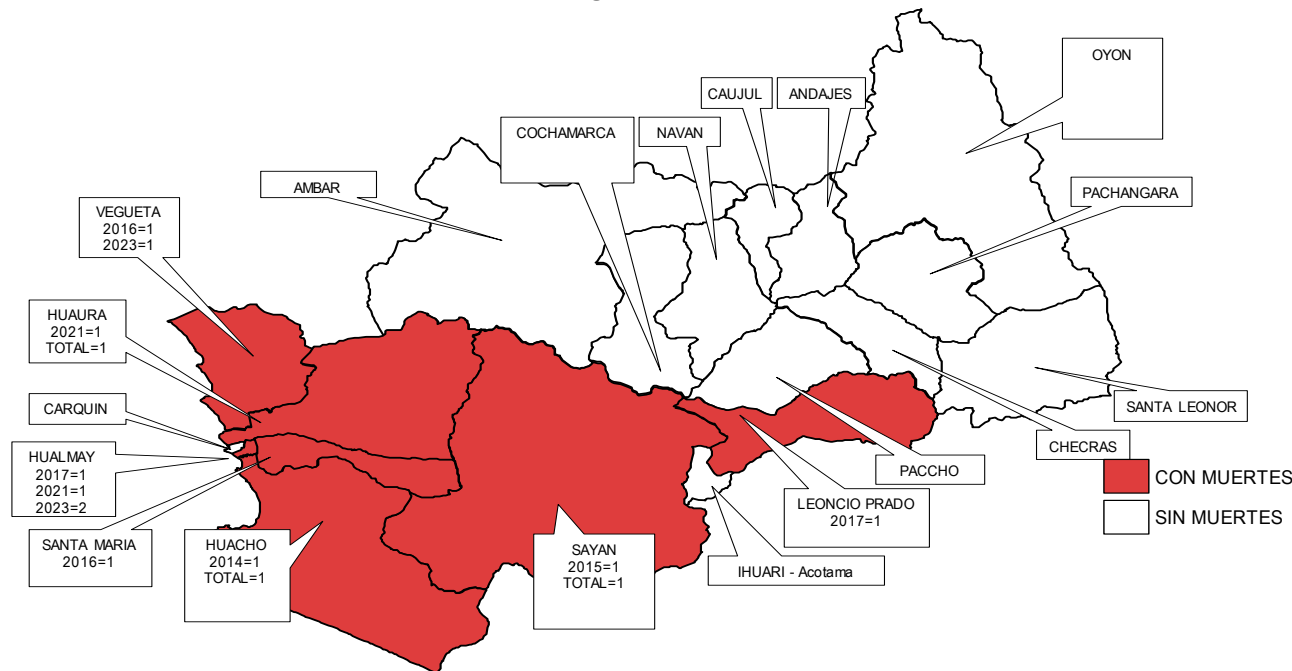 OYON
CAUJUL
ANDAJES
COCHAMARCA
NAVAN
AMBAR
PACHANGARA
VEGUETA
2016=1
2023=1
HUAURA
2021=1
TOTAL=1
CARQUIN
SANTA LEONOR
CHECRAS
HUALMAY
2017=1
2021=1
2023=2
PACCHO
CON MUERTES
LEONCIO PRADO
2017=1
SIN MUERTES
SANTA MARIA
2016=1
HUACHO
2014=1
TOTAL=1
SAYAN
2015=1
TOTAL=1
IHUARI - Acotama